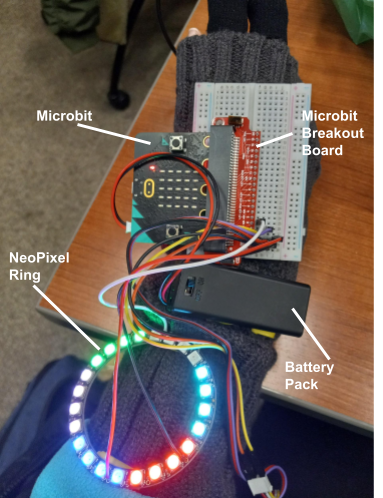 Microbit
Microbit
Breakout
Board
NeoPixel
Ring
Battery
Pack